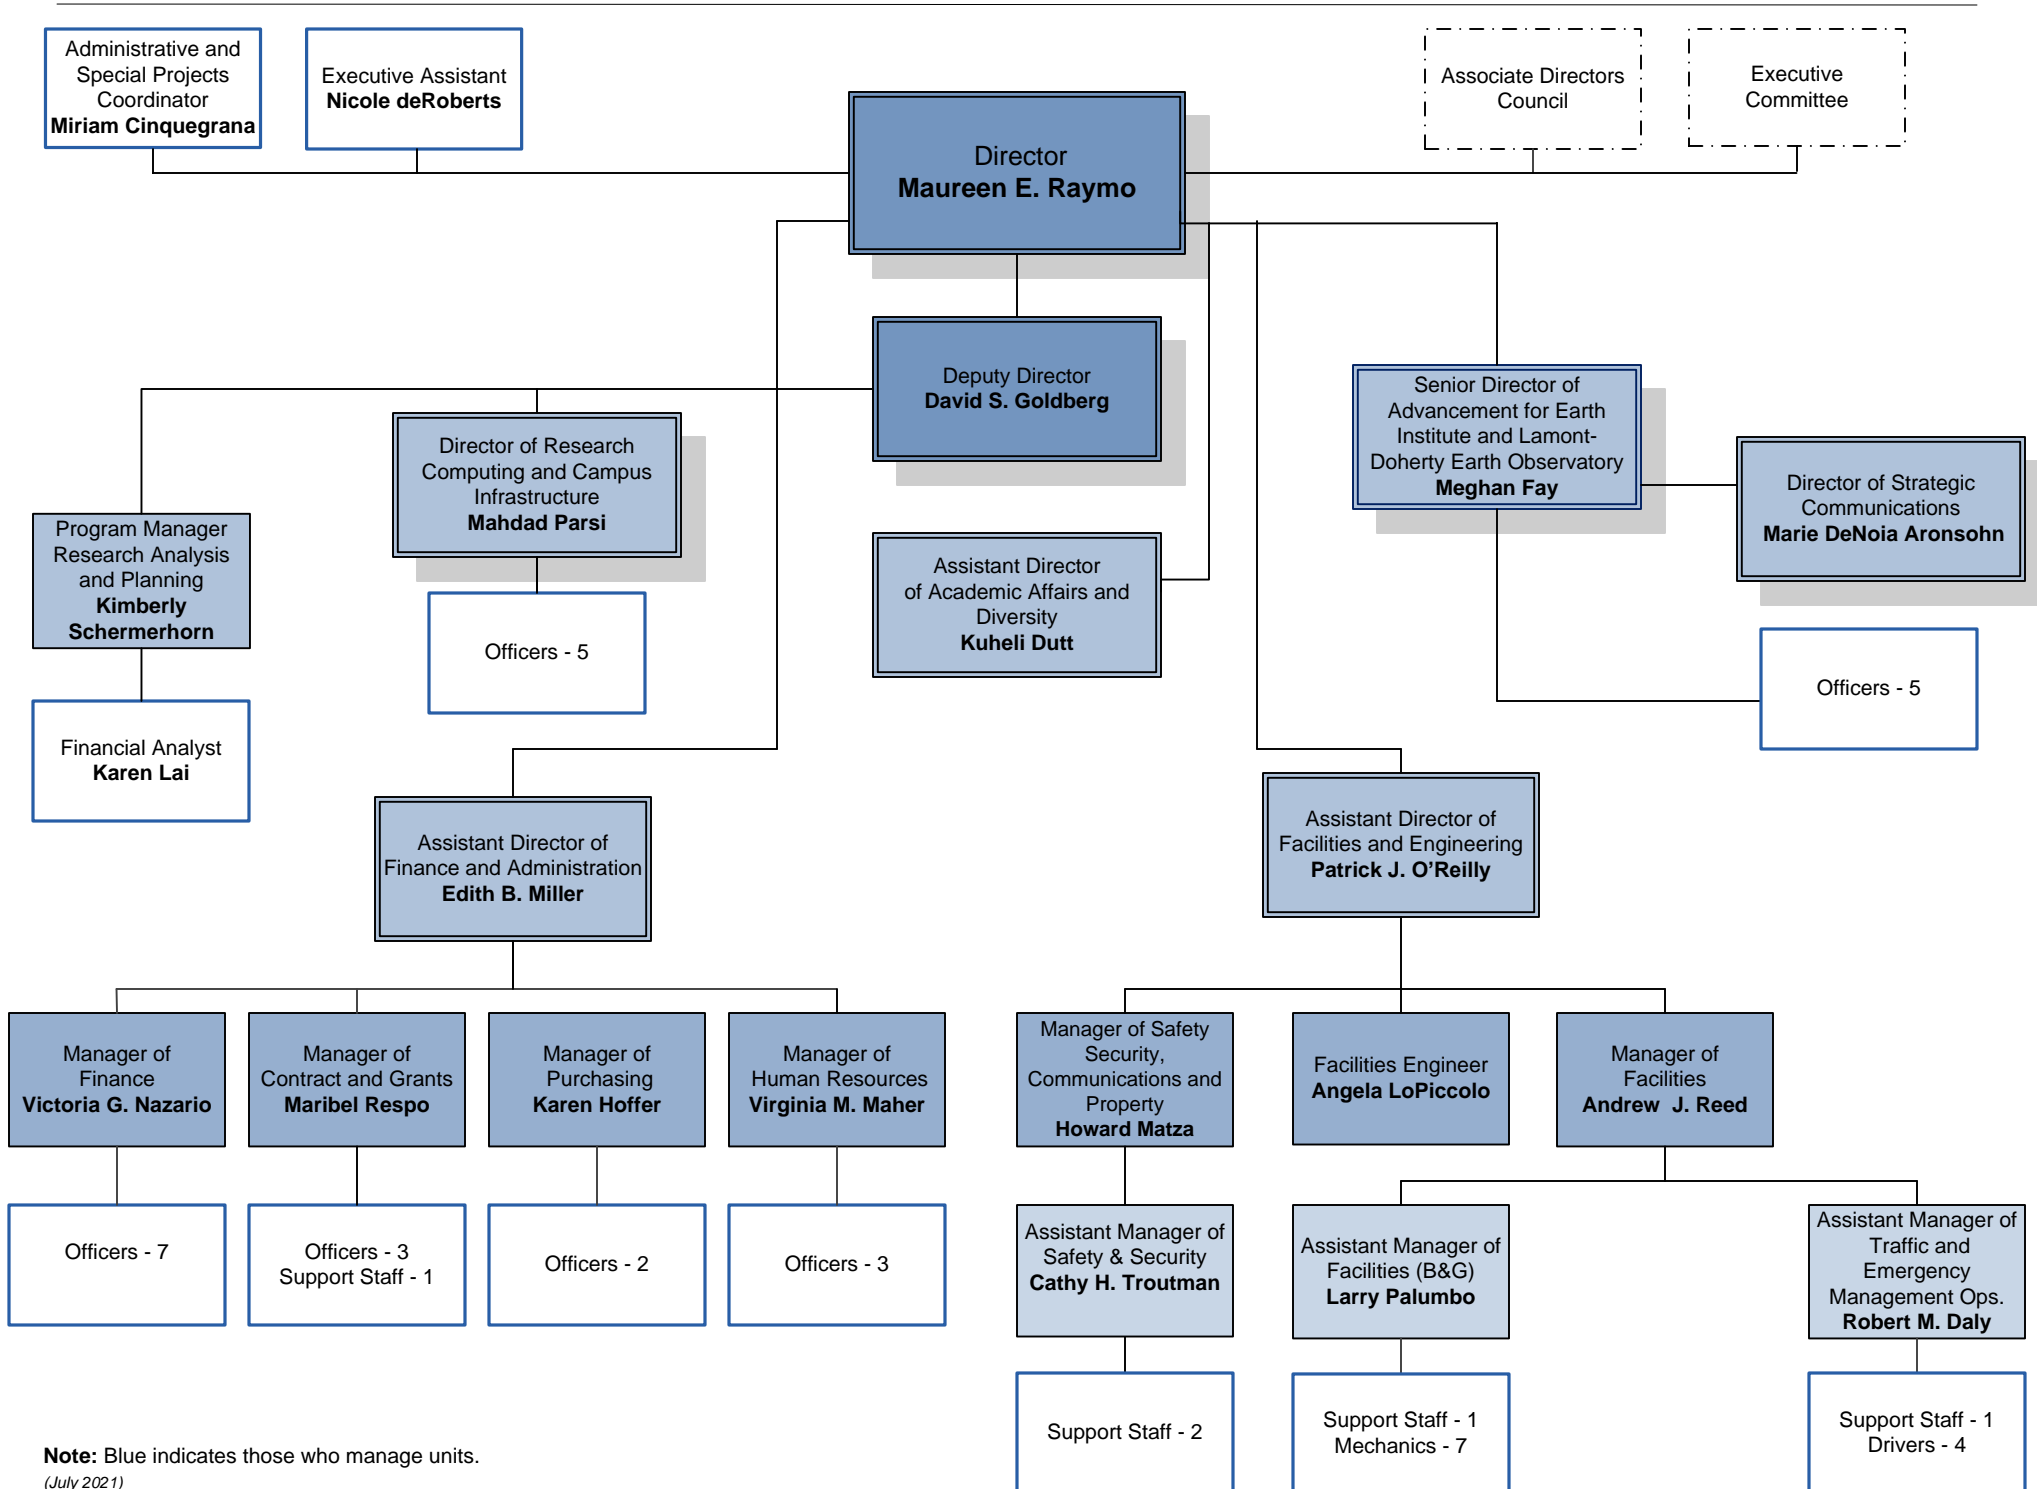 Administrative and
Special Projects
Coordinator
Miriam Cinquegrana
Executive Assistant
Nicole deRoberts
Director
Maureen E. Raymo
Associate Directors
Council
Executive
Committee
Deputy Director
David S. Goldberg
Senior Director of
Advancement for Earth
Institute and Lamont-
Doherty Earth Observatory
Meghan Fay
Director of Research
Computing and Campus
Infrastructure
Mahdad Parsi
Director of Strategic
Communications
Marie DeNoia Aronsohn
Program Manager
Research Analysis
and Planning
Kimberly
Schermerhorn
Assistant Director
of Academic Affairs and
Diversity
Kuheli Dutt
Officers - 5
Officers - 5
Financial Analyst
Karen Lai
Assistant Director of
Finance and Administration
Edith B. Miller
Assistant Director of
Facilities and Engineering
Patrick J. O’Reilly
Manager of
Finance
Victoria G. Nazario
Manager of
Contract and Grants
Maribel Respo
Manager of
Purchasing
Karen Hoffer
Manager of
Human Resources
Virginia M. Maher
Manager of Safety
Security,
Communications and
Property
Howard Matza
Facilities Engineer
Angela LoPiccolo
Manager of
Facilities
Andrew J. Reed
Officers - 7
Officers - 3
Support Staff - 1
Officers - 2
Officers - 3
Assistant Manager of
Safety & Security
Cathy H. Troutman
Assistant Manager of
Facilities (B&G)
Larry Palumbo
Assistant Manager of
Traffic and
Emergency
Management Ops.
Robert M. Daly
Support Staff - 2
Support Staff - 1
Mechanics - 7
Support Staff - 1
Drivers - 4
Note: Blue indicates those who manage units.
(July 2021)